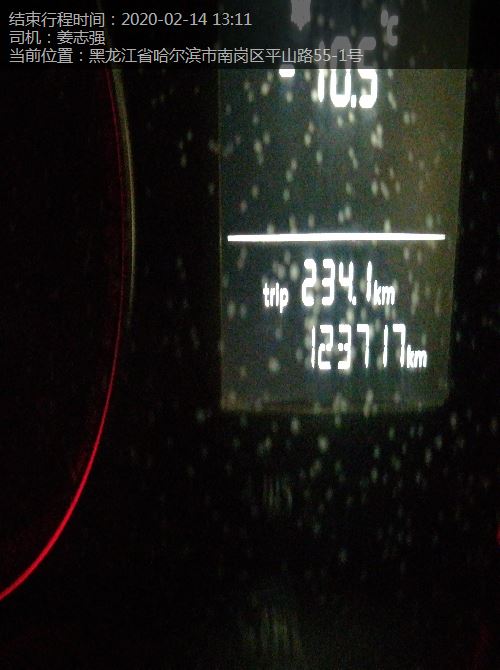 结束行程时间：2020-02-14 13:11
司机：姜志强
当前位置：黑龙江省哈尔滨市南岗区平山路55-1号
℃
-10.5
trip 234.1km
123717km